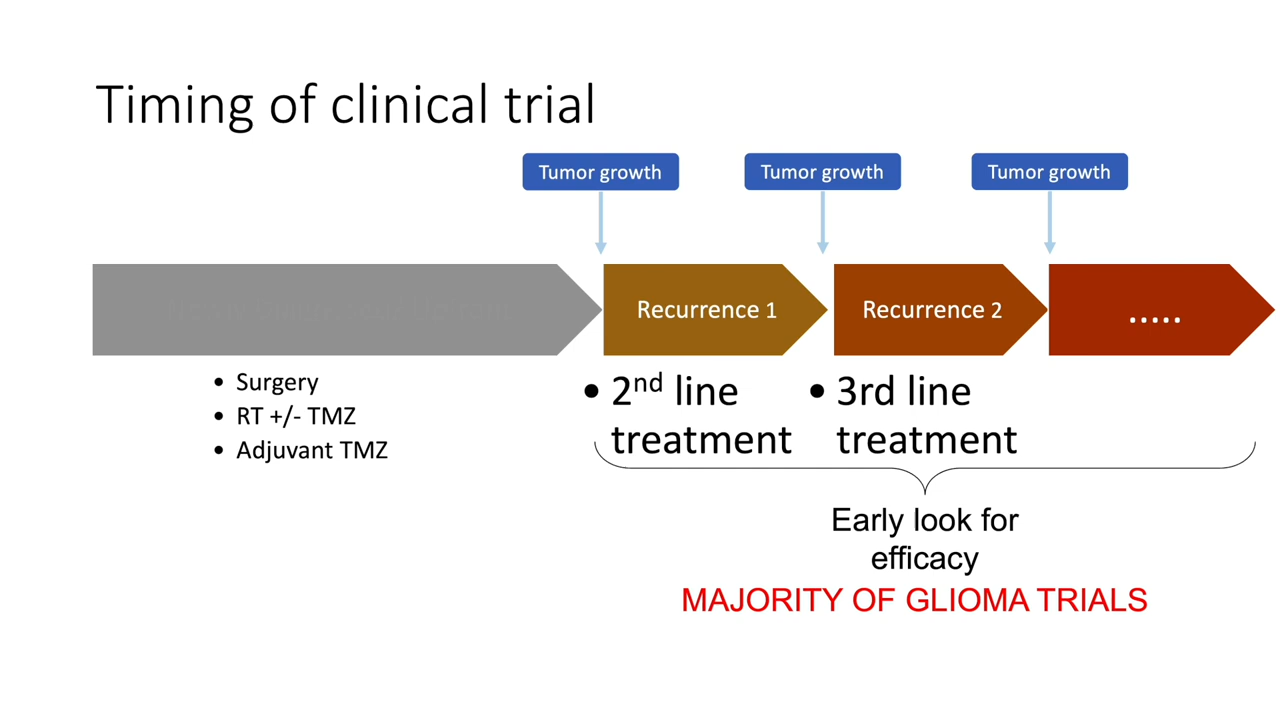 Timing of clinical trial
Tumor growth
Tumor growth
Tumor growth
Recurrence 1
Recurrence 2
.....
• Surgery
• RT +/- TMZ
• Adjuvant TMZ
• 2nd line
treatment
• 3rd line
treatment
Early look for
efficacy
MAJORITY OF GLIOMA TRIALS